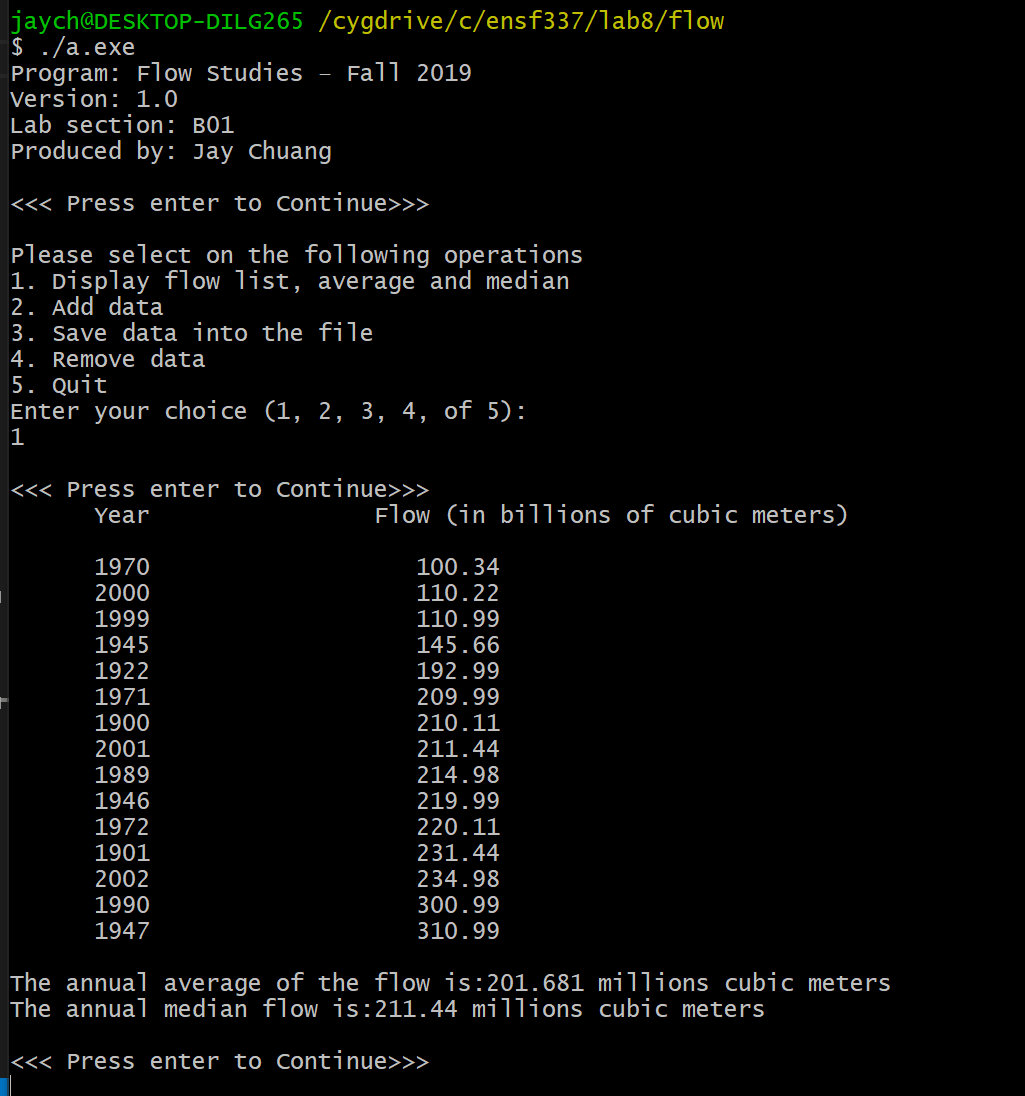 jaych@DESKTOP-DILG265 /cygdrive/c/ensf337/lab8/flow
$ ./a.exe
Program: Flow Studies – Fall 2019
Version: 1.0
Lab section: B01
Produced by: Jay Chuang
<<< Press enter to Continue>>>
Please select on the following operations
1. Display flow list, average and median
2. Add data
3. Save data into the file
4. Remove data
5. Quit
Enter your choice (1, 2, 3, 4, of 5):
1
<<< Press enter to Continue>>>
Year Flow (in billions of cubic meters)
1970 100.34
2000 110.22
1999 110.99
1945 145.66
1922 192.99
1971 209.99
1900 210.11
2001 211.44
1989 214.98
1946 219.99
1972 220.11
1901 231.44
2002 234.98
1990 300.99
1947 310.99
The annual average of the flow is:201.681 millions cubic meters
The annual median flow is:211.44 millions cubic meters
<<< Press enter to Continue>>>